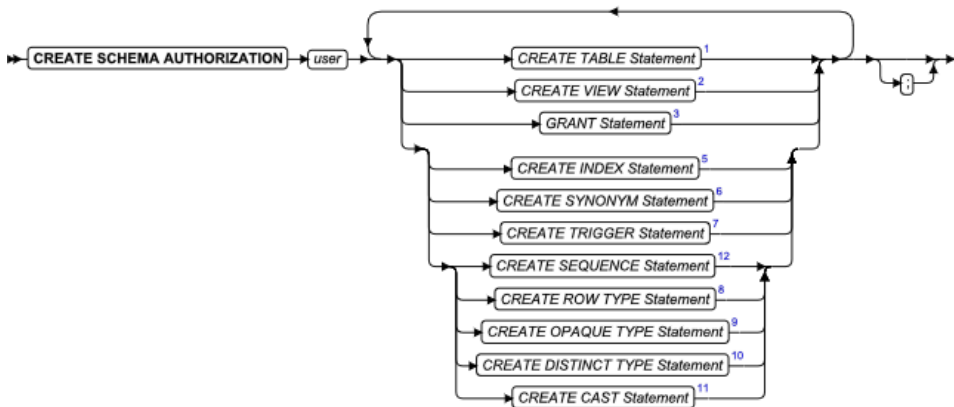 CREATE SCHEMA AUTHORIZATION user CREATE TABLE Statement 1
CREATE VIEW Statement 2 ;
GRANT Statement 3
CREATE INDEX Statement 5
CREATE SYNONYM Statement 6
CREATE TRIGGER Statement 7
CREATE SEQUENCE Statement 12
CREATE ROW TYPE Statement 8
CREATE OPAQUE TYPE Statement 9
CREATE DISTINCT TYPE Statement 10
CREATE CAST Statement 11